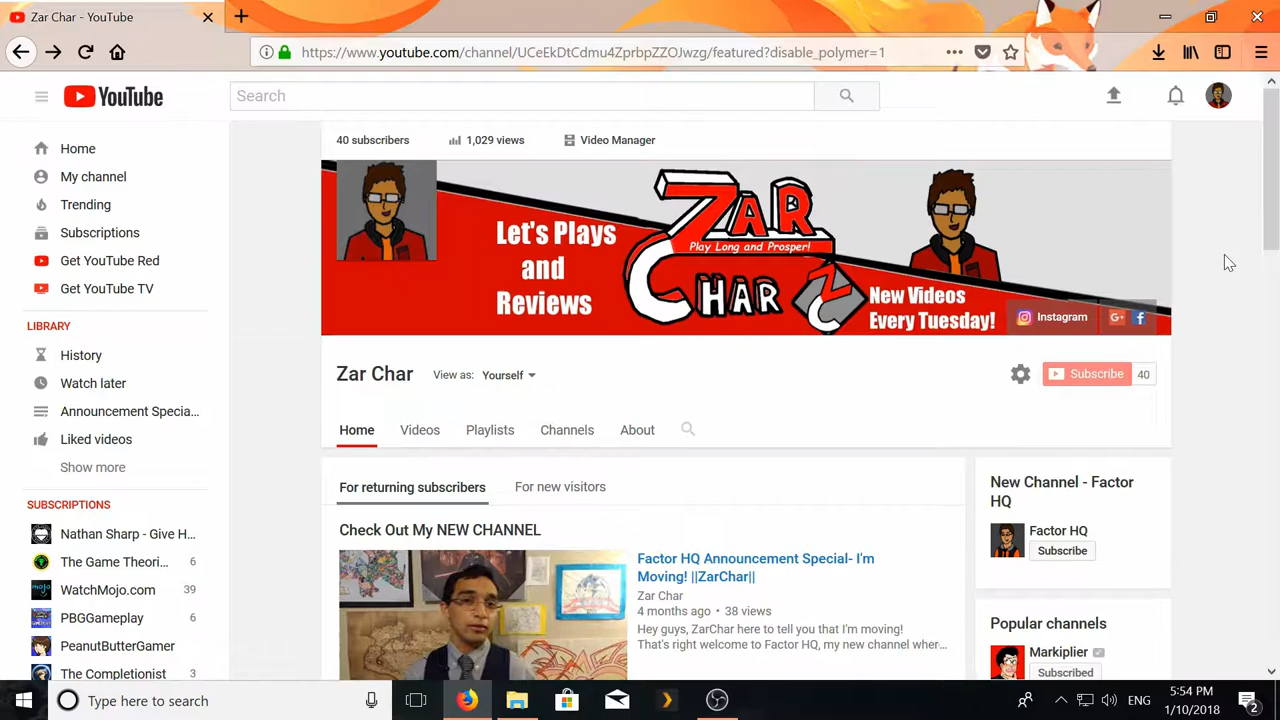 Zar Char - YouTube
https://www.youtube.com/channel/UCeEkDtCdmu4ZprbpZZOJwzg/featured?disable_polymer=1
YouTube
Search
Home
My channel
Trending
Subscriptions
Get YouTube Red
Get YouTube TV
LIBRARY
History
Watch later
Announcement Specia...
Liked videos
Show more
SUBSCRIPTIONS
Nathan Sharp - Give H...
The Game Theori... 6
WatchMojo.com 39
PBGGameplay 6
PeanutButterGamer
The Completionist 3
40 subscribers 1,029 views Video Manager
Let's Plays
and
Reviews
ZAR
Play Long and Prosper!
CHAR
ZC
New Videos
Every Tuesday!
Instagram
Zar Char View as: Yourself
Subscribe 40
Home Videos Playlists Channels About
For returning subscribers For new visitors
Check Out My NEW CHANNEL
Factor HQ Announcement Special- I'm
Moving! ||ZarChar||
Zar Char
4 months ago • 38 views
Hey guys, ZarChar here to tell you that I'm moving!
That's right welcome to Factor HQ, my new channel wher...
New Channel - Factor
HQ
Factor HQ
Subscribe
Popular channels
Markiplier
Subscribed
Type here to search
ENG
5:54 PM
1/10/2018
2